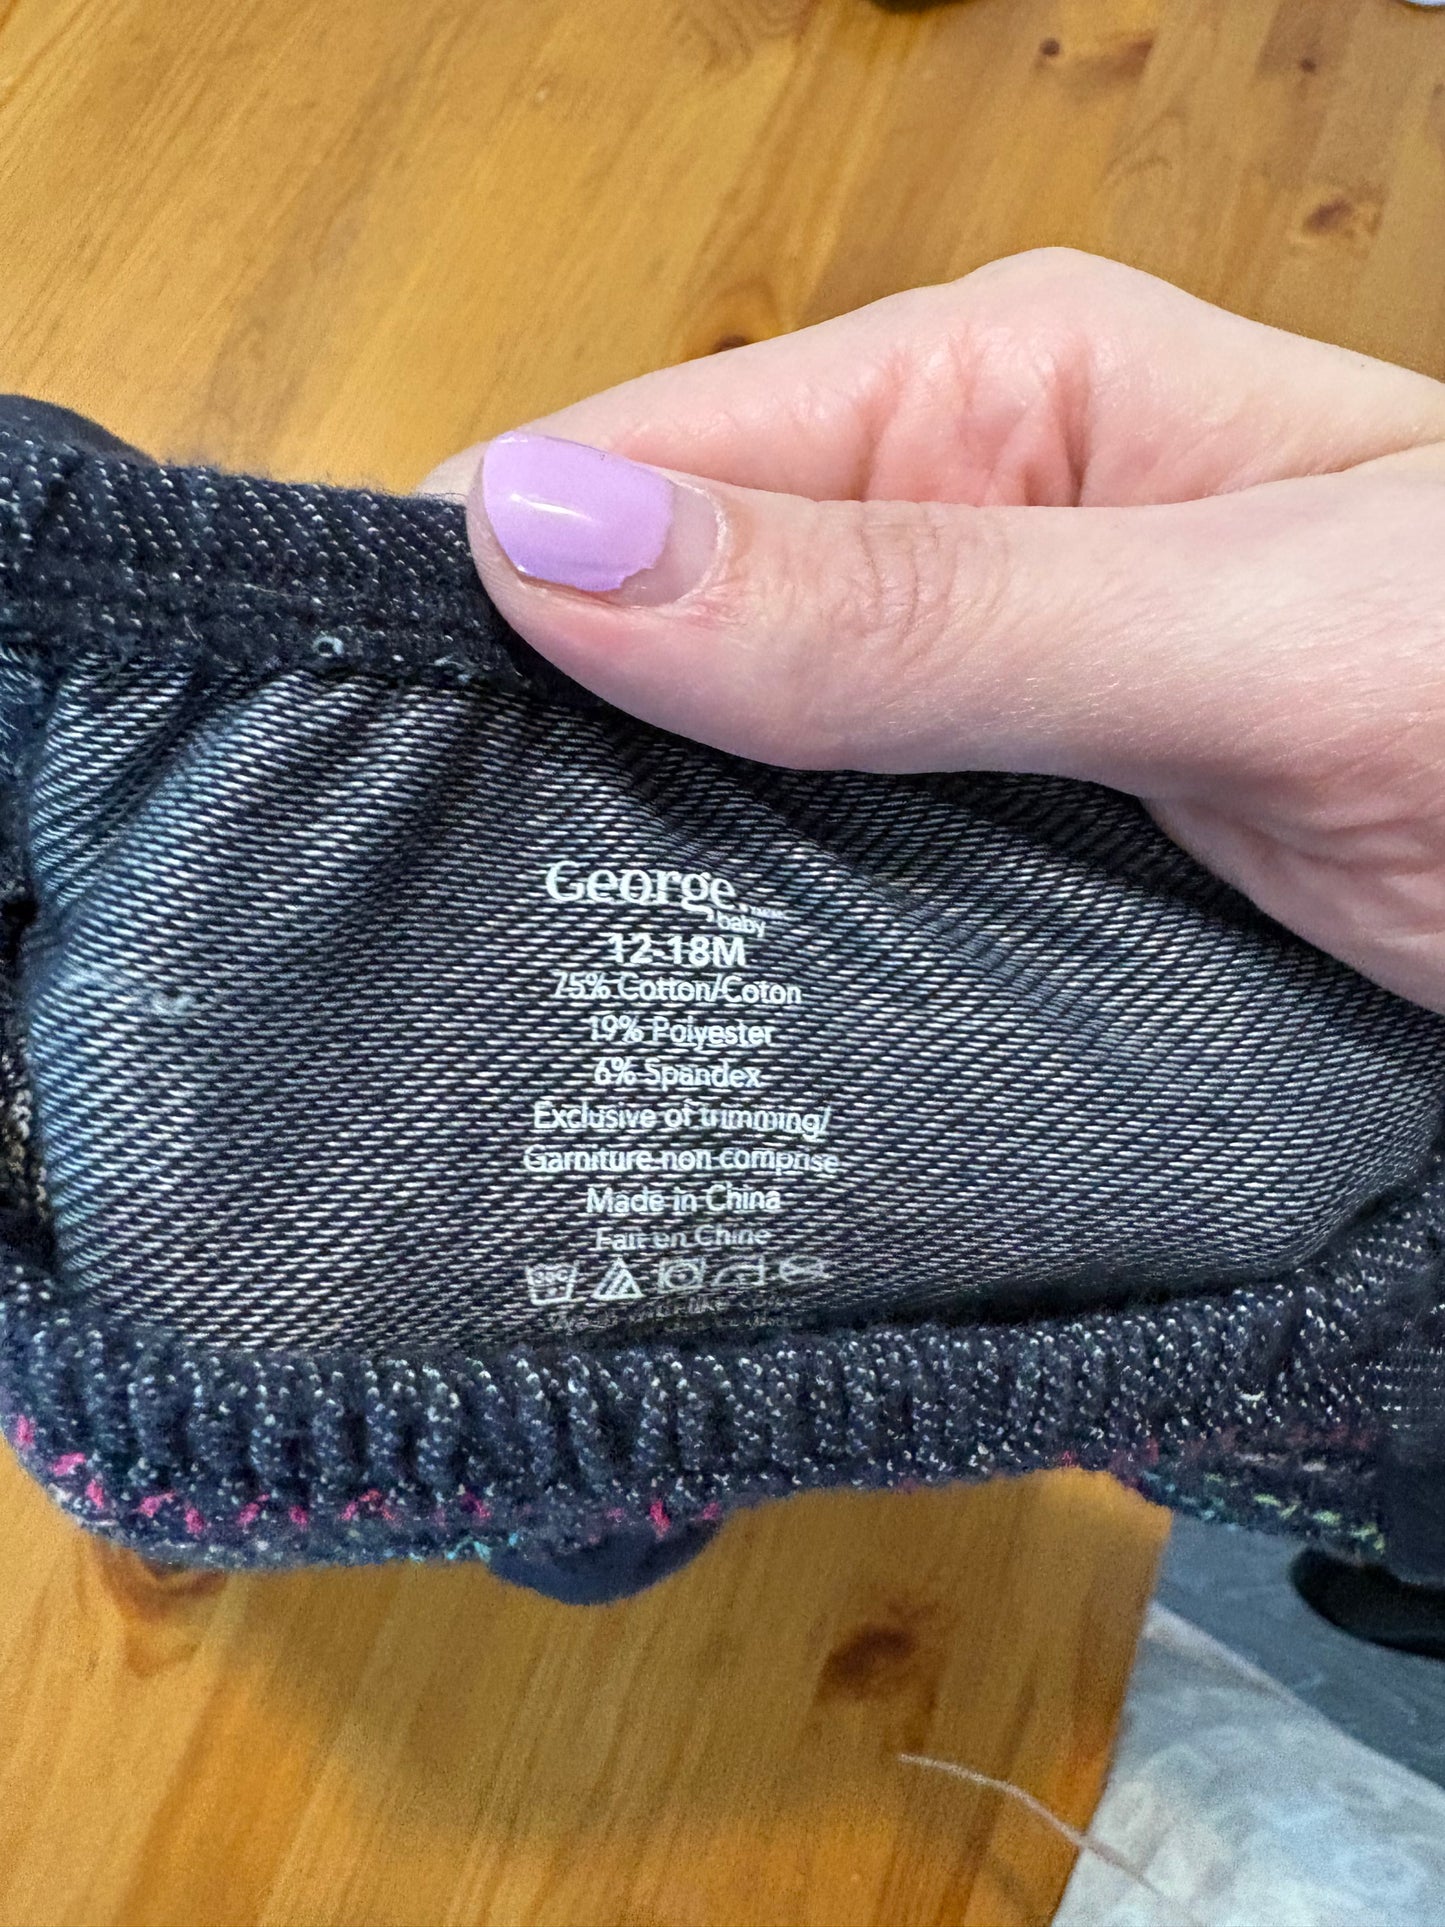 George.
baby
12-18M
75% Cotton/Coton
19% Polyester
6% Spandex
Exclusive of trimming/
Garniture non comprise
Made in China
Fait en Chine